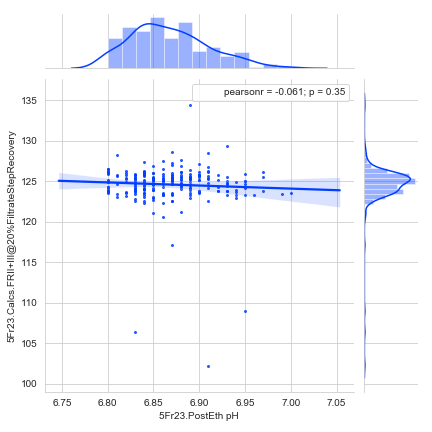 pearsonr = -0.061; p = 0.35
135
130
125
120
115
110
105
100
5Fr23.Calcs.FRII+III@20%FiltrateStepRecovery
6.75 6.80 6.85 6.90 6.95 7.00 7.05
5Fr23.PostEth pH